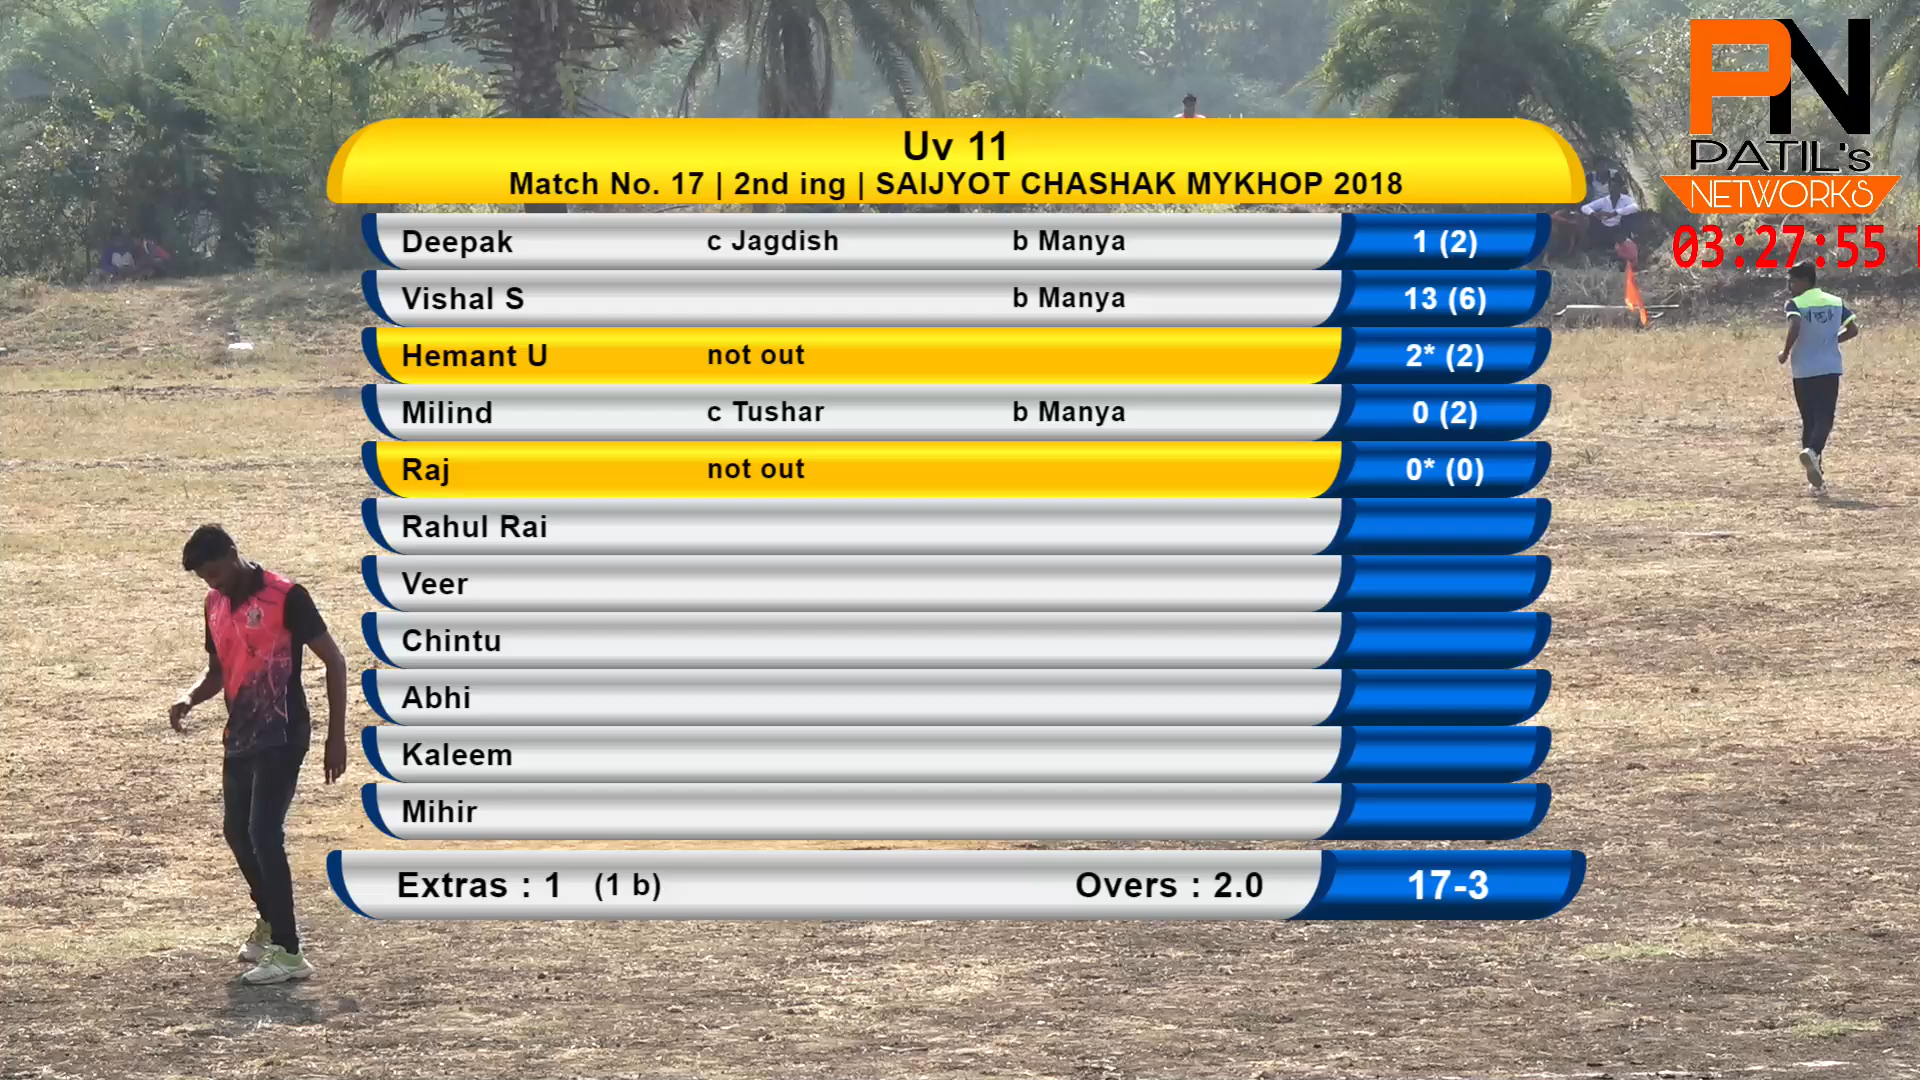 Uv 11
Match No. 17 | 2nd ing | SAIJYOT CHASHAK MYKHOP 2018
Deepak c Jagdish b Manya 1 (2)
Vishal S b Manya 13 (6)
Hemant U not out 2* (2)
Milind c Tushar b Manya 0 (2)
Raj not out 0* (0)
Rahul Rai
Veer
Chintu
Abhi
Kaleem
Mihir
Extras : 1 (1 b) Overs : 2.0 17-3
PN
PATIL's
NETWORKS
03:27:55